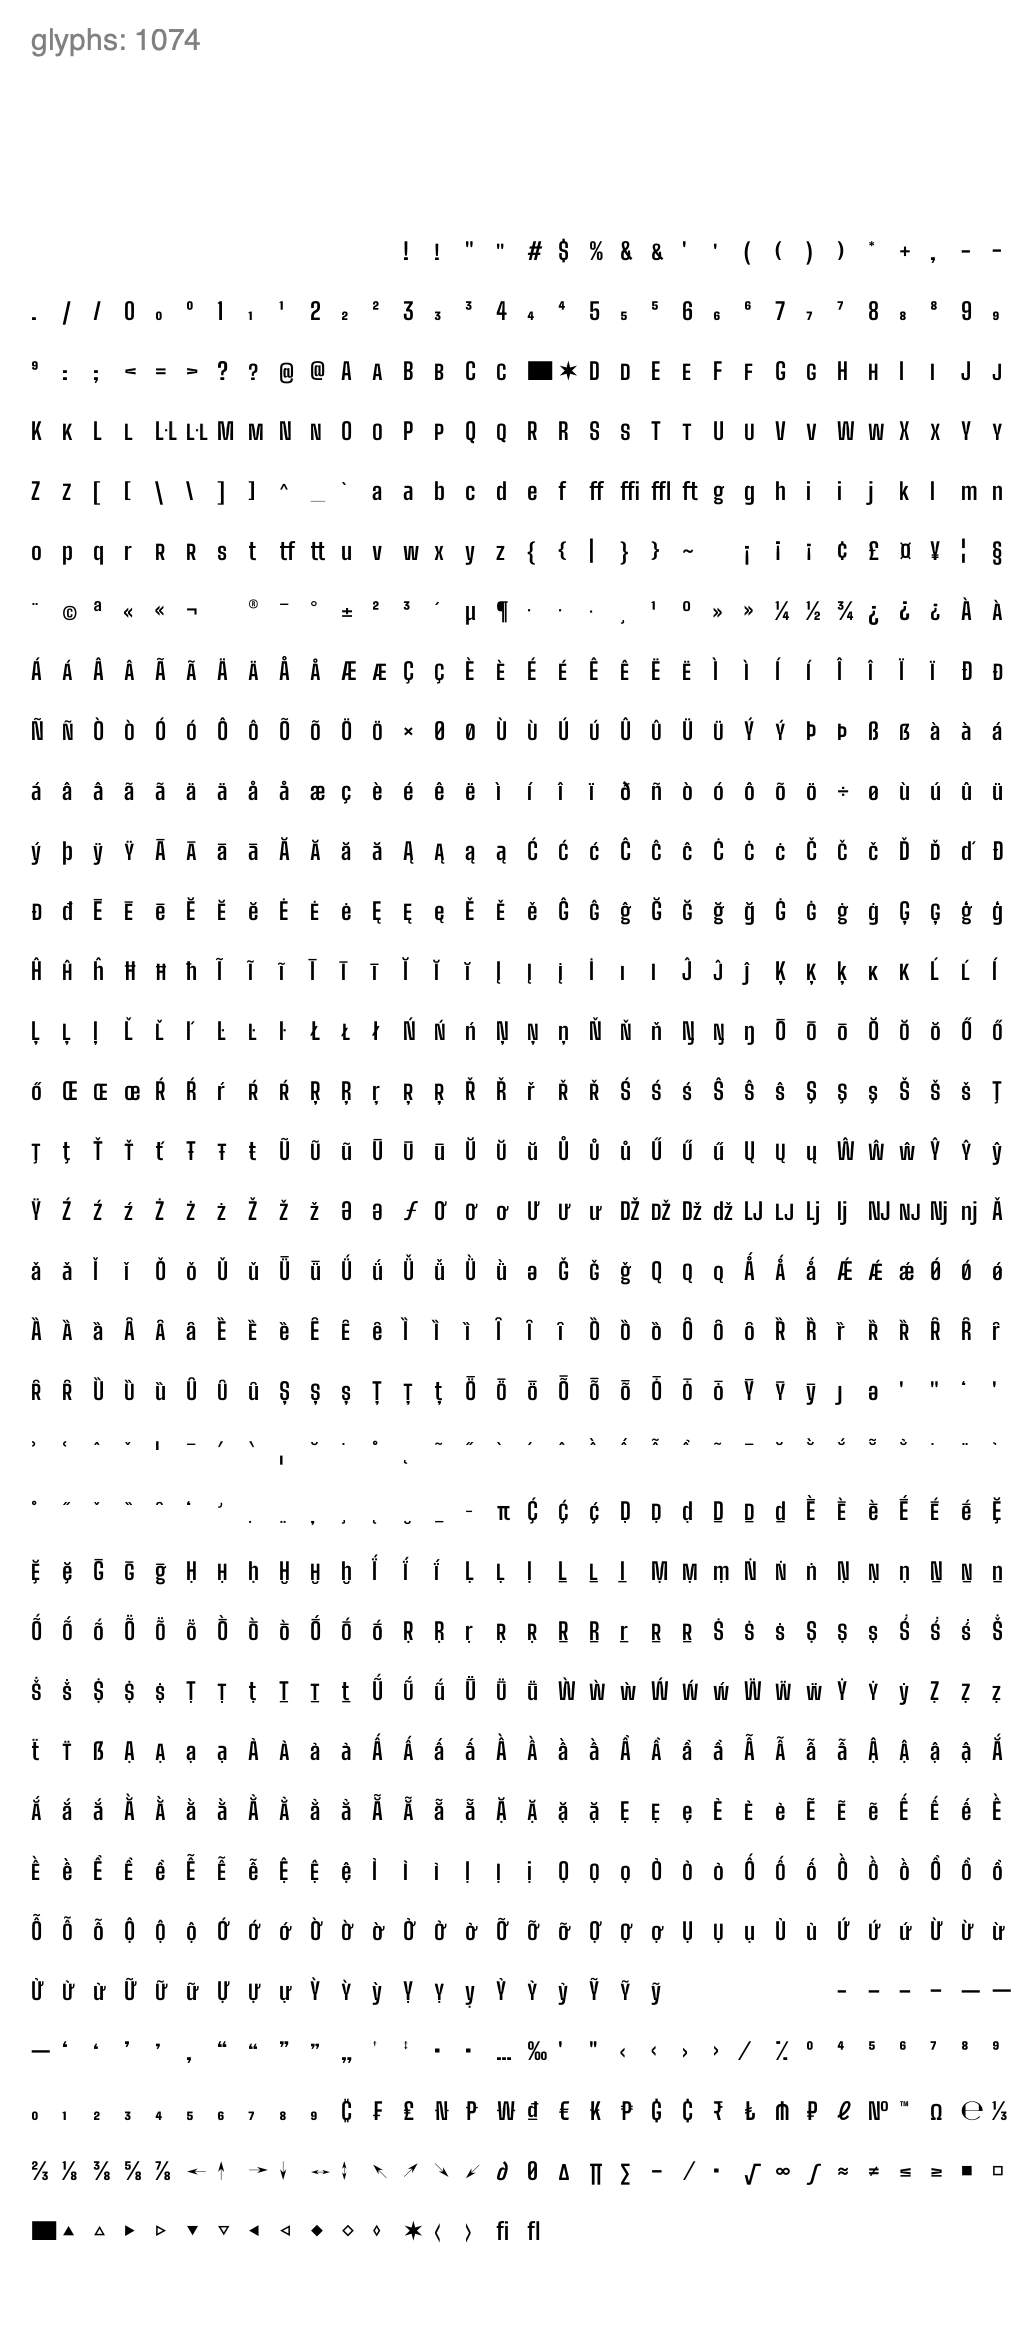 glyphs: 1074
! ! " " # $ % & & ' ' ( ( ) ) * + , - -
. / / 0 ₀ ⁰ 1 ₁ ¹ 2 ₂ ² 3 ₃ ³ 4 ₄ ⁴ 5 ₅ ⁵ 6 ₆ ⁶ 7 ₇ ⁷ 8 ₈ ⁸ 9 ₉
⁹ : ; < = > ? ? @ @ A ᴀ B ʙ C ᴄ ■ ✶ D ᴅ E ᴇ F ꜰ G ɢ H ʜ I ɪ J ᴊ
K ᴋ L ʟ L·L ʟ·ʟ M ᴍ N ɴ O ᴏ P ᴘ Q ǫ R R S ꜱ T ᴛ U ᴜ V ᴠ W ᴡ X x Y ʏ
Z ᴢ [ [ \ \ ] ] ^ _ ` a a b c d e f ff ffi ffl ft g g h i i j k l m n
o p q r ʀ ʀ s t tf tt u v w x y z { { | } } ~ ¡ i ¡ ¢ £ ¤ ¥ ¦ §
¨ © ª « « ¬ ® ¯ ° ± ² ³ ´ µ ¶ · · · ¸ ¹ º » » ¼ ½ ¾ ¿ ¿ ¿ À À
Á Á Â Â Ã Ã Ä Ä Å Å Æ Æ Ç Ç È È É É Ê Ê Ë Ë Ì Ì Í Í Î Î Ï Ï Ð Ð
Ñ Ñ Ò Ò Ó Ó Ô Ô Õ Õ Ö Ö × Ø Ø Ù Ù Ú Ú Û Û Ü Ü Ý Ý Þ Þ ß ß à à á
á â â ã ã ä ä å å æ ç è é ê ë ì í î ï ð ñ ò ó ô õ ö ÷ ø ù ú û ü
ý þ ÿ Ÿ Ā Ā ā ā Ă Ă ă ă Ą Ą ą ą Ć Ć ć Ĉ Ĉ ĉ Ċ Ċ ċ Č Č č Ď Ď ď Đ
Đ đ Ē Ē ē Ĕ Ĕ ĕ Ė Ė ė Ę Ę ę Ě Ě ě Ĝ Ĝ ĝ Ğ Ğ ğ ğ Ġ Ġ ġ ġ Ģ Ģ ģ ģ
Ĥ Ĥ ĥ Ħ Ħ ħ Ĩ Ĩ ĩ Ī Ī ī Ĭ Ĭ ĭ Į Į į İ ı ı Ĵ Ĵ ĵ Ķ Ķ ķ ĸ ĸ Ĺ Ĺ ĺ
Ļ Ļ ļ Ľ Ľ ľ Ŀ Ŀ ŀ Ł Ł ł Ń Ń ń Ņ Ņ ņ Ň Ň ň Ŋ Ŋ ŋ Ō Ō ō Ŏ Ŏ ŏ Ő Ő
ő Œ Œ œ Ŕ Ŕ ŕ Ŕ Ŕ Ŗ Ŗ ŗ Ŗ Ŗ Ř Ř ř Ř Ř Ś Ś ś Ŝ Ŝ ŝ Ş Ş ş Š Š š Ţ
Ţ ţ Ť Ť ť Ŧ Ŧ ŧ Ũ Ũ ũ Ū Ū ū Ŭ Ŭ ŭ Ů Ů ů Ű Ű ű Ų Ų ų Ŵ Ŵ ŵ Ŷ Ŷ ŷ
Ÿ Ź Ź ź Ż Ż ż Ž Ž ž Ə Ə ƒ Ơ Ơ ơ Ư Ư ư DŽ DŽ Dž dž LJ LJ Lj lj NJ NJ Nj nj Ǎ
ǎ ǎ Ǐ ǐ Ǒ ǒ Ǔ ǔ Ǖ ǖ Ǘ ǘ Ǚ ǚ Ǜ ǜ ǝ Ǧ Ǧ ǧ Ǫ Ǫ ǫ Ǻ Ǻ ǻ Ǽ Ǽ ǽ Ǿ Ǿ ǿ
Ȁ Ȁ ȁ Ȃ Ȃ ȃ Ȅ Ȅ ȅ Ȇ Ȇ ȇ Ȉ Ȉ ȉ Ȋ Ȋ ȋ Ȍ Ȍ ȍ Ȏ Ȏ ȏ Ȑ Ȑ ȑ Ȑ Ȑ Ȓ Ȓ ȓ
Ȓ Ȓ Ȕ Ȕ ȕ Ȗ Ȗ ȗ Ș Ș ș Ț Ț ț Ȫ Ȫ ȫ Ȭ Ȭ ȭ Ȱ Ȱ ȱ Ȳ Ȳ ȳ ȷ ə ʹ ʺ ʻ ʼ
π Ḉ Ḉ ḉ Ḍ Ḍ ḍ Ḏ Ḏ ḏ Ḕ Ḕ ḕ Ḗ Ḗ ḗ Ḝ
Ḝ ḝ Ḡ Ḡ ḡ Ḥ Ḥ ḥ Ḫ Ḫ ḫ Ḯ Ḯ ḯ Ḷ Ḷ ḷ Ḻ Ḻ ḻ Ṃ Ṃ ṃ Ṅ Ṅ ṅ Ṇ Ṇ ṇ Ṉ Ṉ ṉ
Ṍ Ṍ ṍ Ṏ Ṏ ṏ Ṑ Ṑ ṑ Ṓ Ṓ ṓ Ṛ Ṛ ṛ Ṛ Ṛ Ṟ Ṟ ṟ Ṟ Ṟ Ṡ Ṡ ṡ Ṣ Ṣ ṣ Ṥ Ṥ ṥ Ṧ
Ṧ ṧ Ṩ Ṩ ṩ Ṭ Ṭ ṭ Ṯ Ṯ ṯ Ṹ Ṹ ṹ Ṻ Ṻ ṻ Ẁ Ẁ ẁ Ẃ Ẃ ẃ Ẅ Ẅ ẅ Ẏ Ẏ ẏ Ẓ Ẓ ẓ
ẗ T̈ ẞ Ạ Ạ ạ ạ Ả Ả ả ả Ấ Ấ ấ ấ Ầ Ầ ầ ầ Ẩ Ẩ ẩ ẩ Ẫ Ẫ ẫ ẫ Ậ Ậ ậ ậ Ắ
Ắ ắ ắ Ằ Ằ ằ ằ Ẳ Ẳ ẳ ẳ Ẵ Ẵ ẵ ẵ Ặ Ặ ặ ặ Ẹ Ẹ ẹ Ẻ Ẻ ẻ Ẽ Ẽ ẽ Ế Ế ế Ề
Ề ề Ể Ể ể Ễ Ễ ễ Ệ Ệ ệ Ỉ Ỉ ỉ Ị Ị ị Ọ Ọ ọ Ỏ Ỏ ỏ Ố Ố ố Ồ Ồ ồ Ổ Ổ ổ
Ỗ Ỗ ỗ Ộ Ộ ộ Ớ Ớ ớ Ờ Ờ ờ Ở Ở ở Ỡ Ỡ ỡ Ợ Ợ ợ Ụ Ụ ụ Ủ ủ Ứ Ứ ứ Ừ Ừ ừ
Ử Ử ử Ữ Ữ ữ Ự Ự ự Ỳ Ỳ ỳ Ỵ Ỵ ỵ Ỷ Ỷ ỷ Ỹ Ỹ ỹ - - – – — —
— ‘ ‘ ’ ’ ‚ “ “ ” ” „ † ‡ • • … ‰ ′ ″ ‹ ‹ › › ⁄ ⁒ ⁰ ⁴ ⁵ ⁶ ⁷ ⁸ ⁹
₀ ₁ ₂ ₃ ₄ ₅ ₆ ₇ ₈ ₉ ₵ ₣ ₤ ₦ ₱ ₩ ₫ € ₭ ₱ ₲ ₵ ₹ ₺ ₼ ₽ ℓ № ™ Ω ℮ ⅓
⅔ ⅛ ⅜ ⅝ ⅞ ← ↑ → ↓ ↔ ↕ ↖ ↗ ↘ ↙ ∂ ∅ ∆ ∏ ∑ − ∕ ∙ √ ∞ ∫ ≈ ≠ ≤ ≥ ■ □
■ ▲ △ ▶ ▷ ▼ ▽ ◀ ◁ ◆ ◇ ◊ ✶ ⟨ ⟩ fi fl